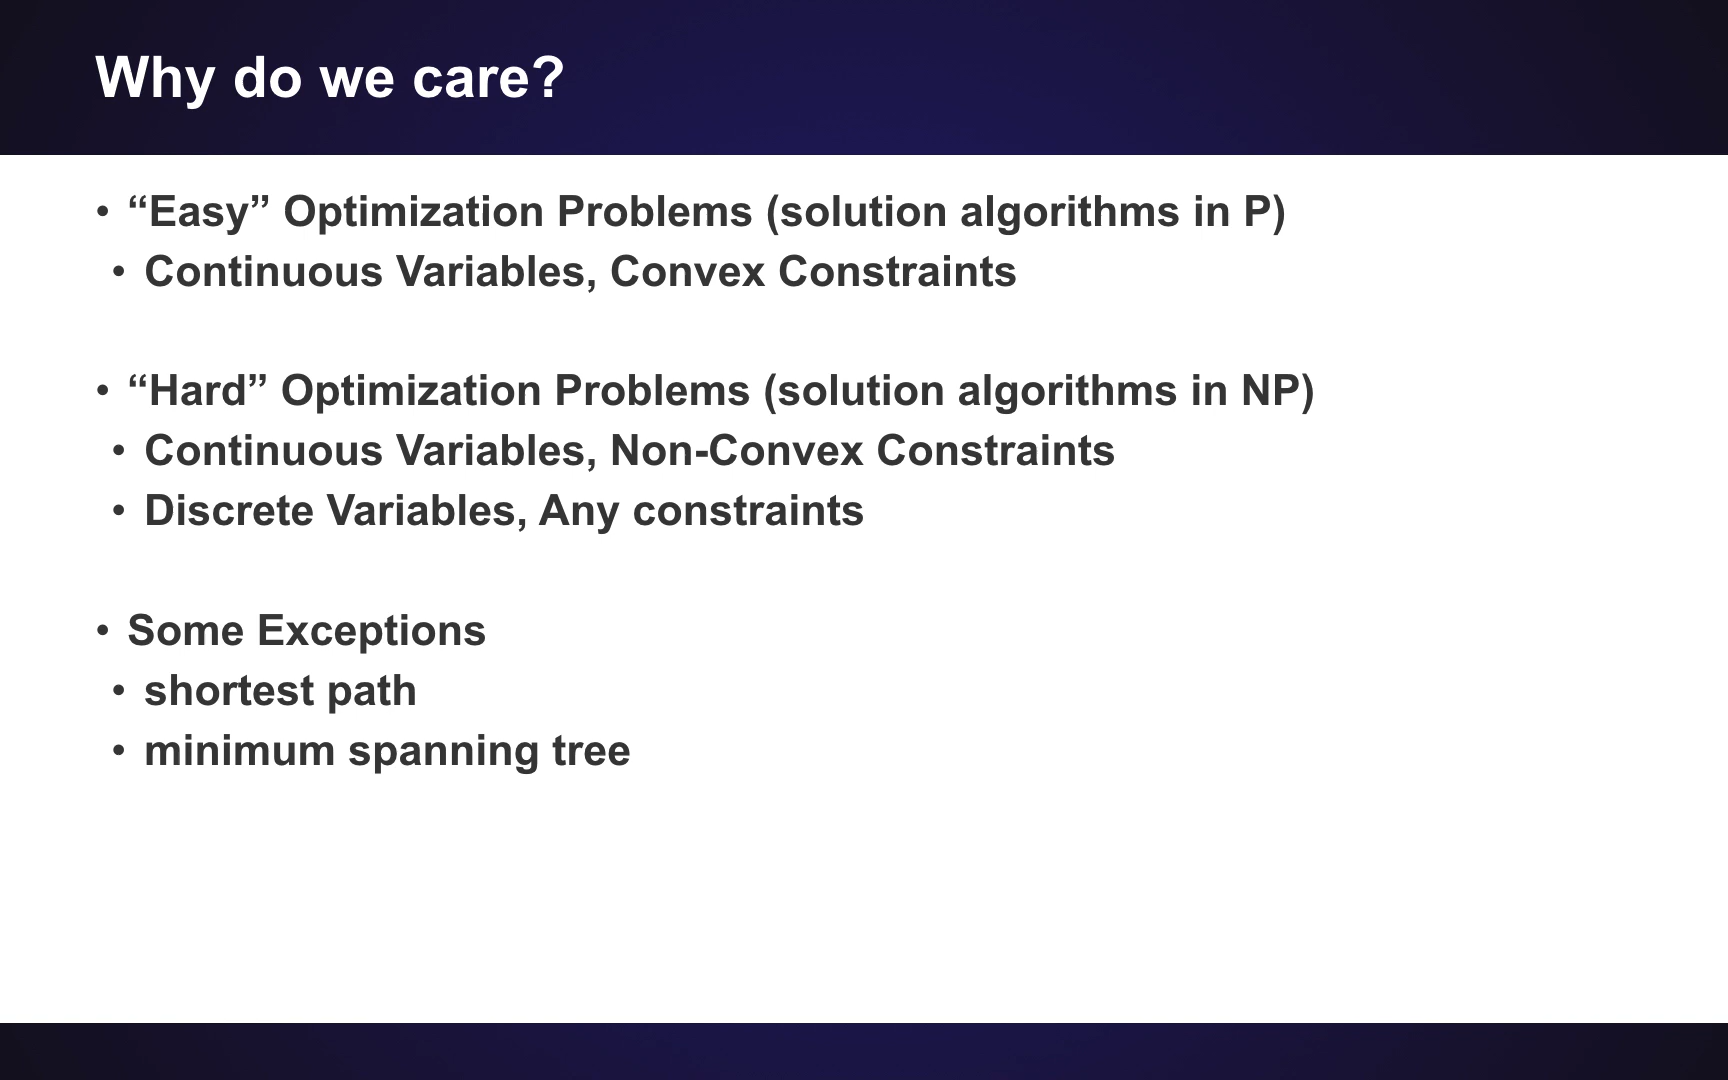 Why do we care?
• “Easy” Optimization Problems (solution algorithms in P)
• Continuous Variables, Convex Constraints
• “Hard” Optimization Problems (solution algorithms in NP)
• Continuous Variables, Non-Convex Constraints
• Discrete Variables, Any constraints
• Some Exceptions
• shortest path
• minimum spanning tree